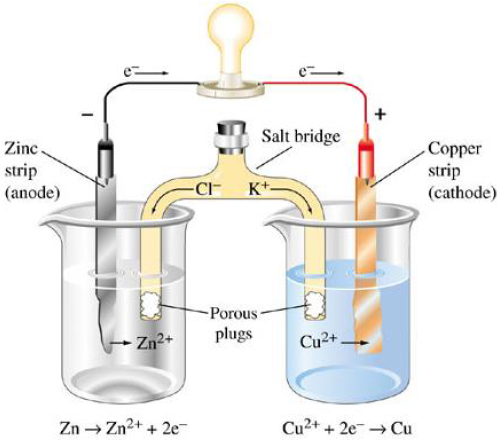 e⁻
e⁻
−
+
Zinc
strip
(anode)
Salt bridge
Copper
strip
(cathode)
Cl⁻
K⁺
Porous
plugs
Zn²⁺
Cu²⁺
Zn → Zn²⁺ + 2e⁻
Cu²⁺ + 2e⁻ → Cu